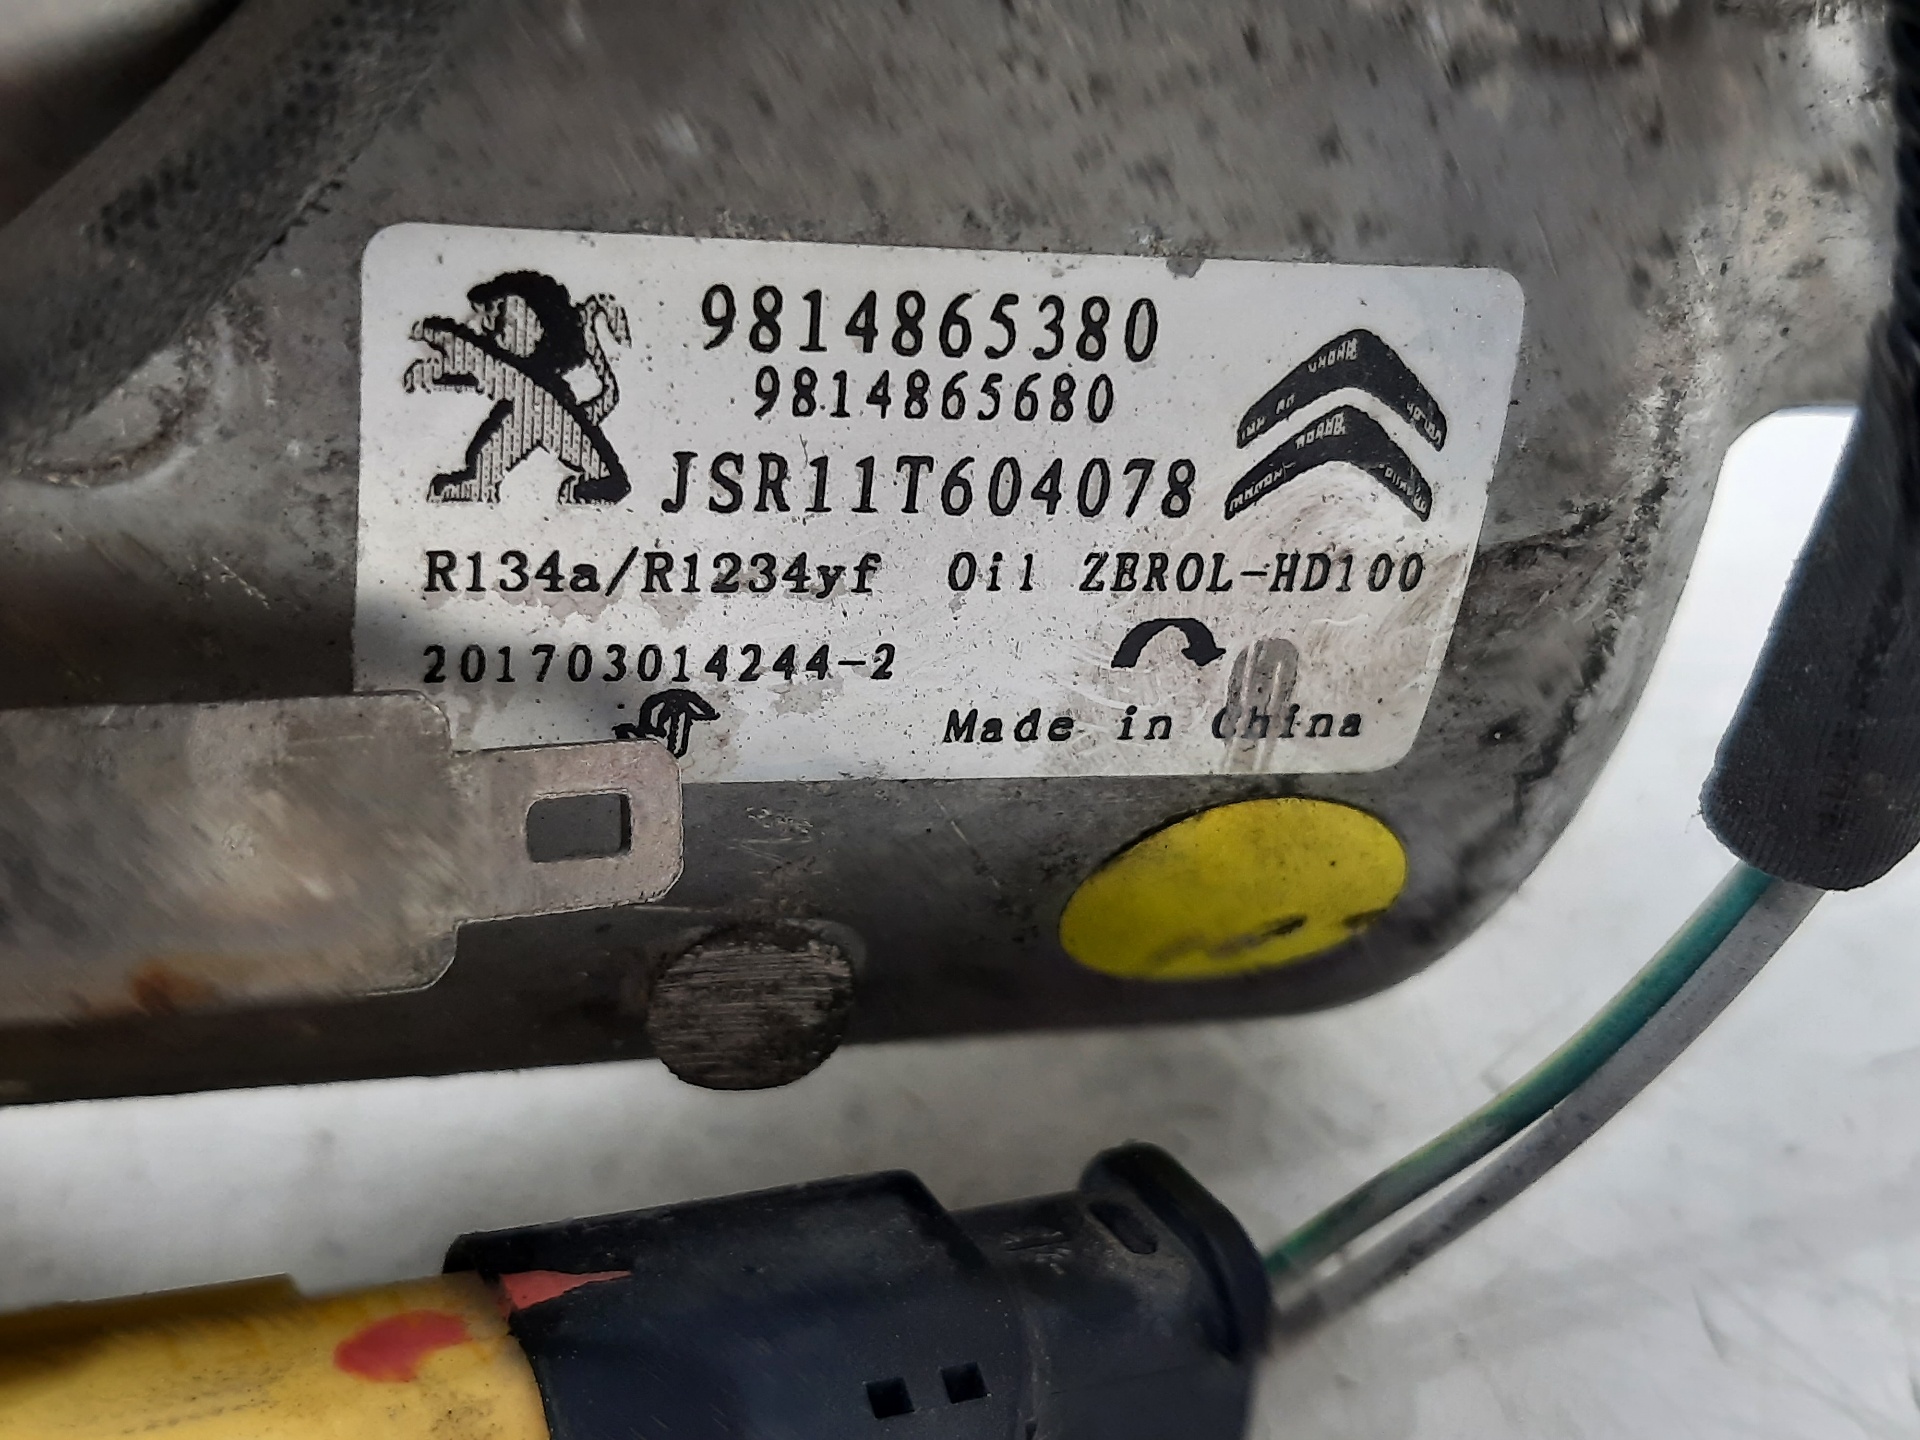 9814865380
9814865680
JSR11T604078
R134a/R1234yf Oil ZEROL-HD100
201703014244-2
Made in China